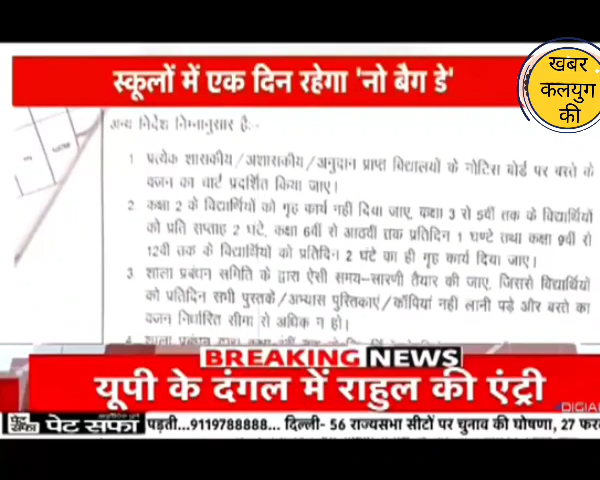 स्कूलों में एक दिन रहेगा 'नो बैग डे'
खबर
कलयुग
की
अन्य निर्देश निम्नानुसार है:-
1. प्रत्येक शासकीय/अशासकीय/अनुदान प्राप्त विद्यालयों के नोटिस बोर्ड पर बस्ते के
वजन का चार्ट प्रदर्शित किया जाए।
2. कक्षा 2 के विद्यार्थियों को गृह कार्य नहीं दिया जाए, कक्षा 3 से 5वीं तक के विद्यार्थियों
को प्रति सप्ताह 2 घंटे, कक्षा 6वीं से आठवीं तक प्रतिदिन 1 घण्टे तथा कक्षा 9वीं से
12वीं तक के विद्यार्थियों को प्रतिदिन 2 घंटे का ही गृह कार्य दिया जाए।
3. शाला प्रबंधन समिति के द्वारा ऐसी समय-सारणी तैयार की जाए, जिससे विद्यार्थियों
को प्रतिदिन सभी पुस्तकें/अभ्यास पुस्तिकाएं/कॉपियां नहीं लानी पड़े और बस्ते का
वजन निर्धारित सीमा से अधिक न हो।
BREAKING NEWS
यूपी के दंगल में राहुल की एंट्री
DIGIA
पेट सफा पेट सफा पड़ती...9119788888... दिल्ली- 56 राज्यसभा सीटों पर चुनाव की घोषणा, 27 फर